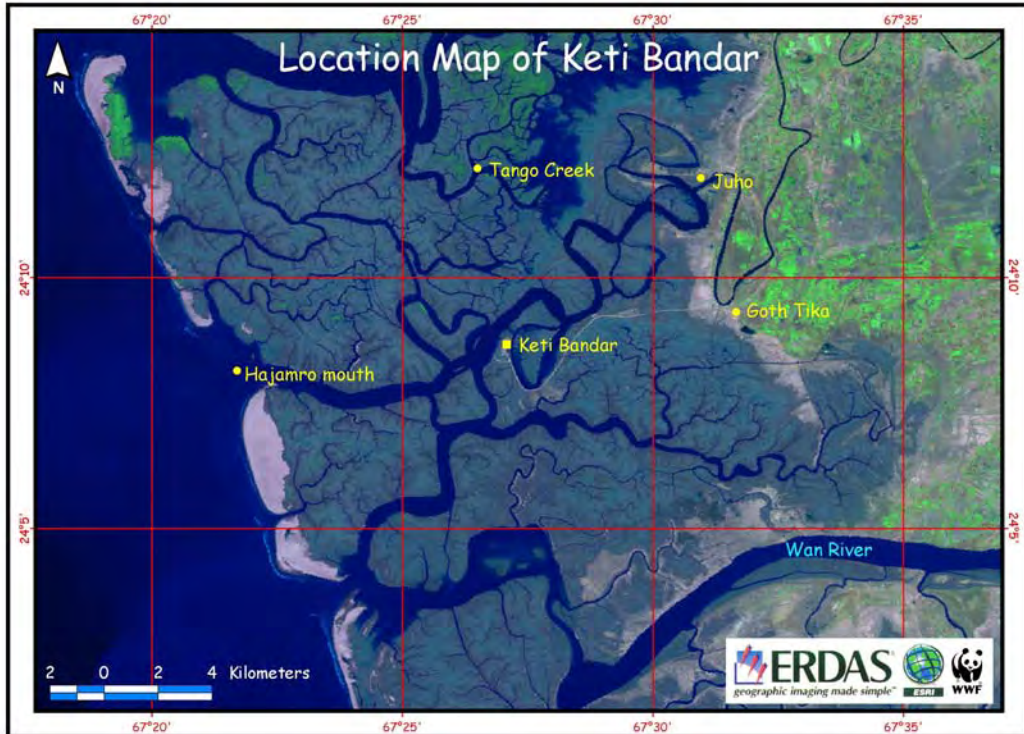 67°20' 67°25' 67°30' 67°35'
Location Map of Keti Bandar
N
Tango Creek
Juho
24°10' 24°10'
Goth Tika
Keti Bandar
Hajamro mouth
24°5' 24°5'
Wan River
2 0 2 4 Kilometers
ERDAS
geographic imaging made simple™
ESRI
WWF
67°20' 67°25' 67°30' 67°35'